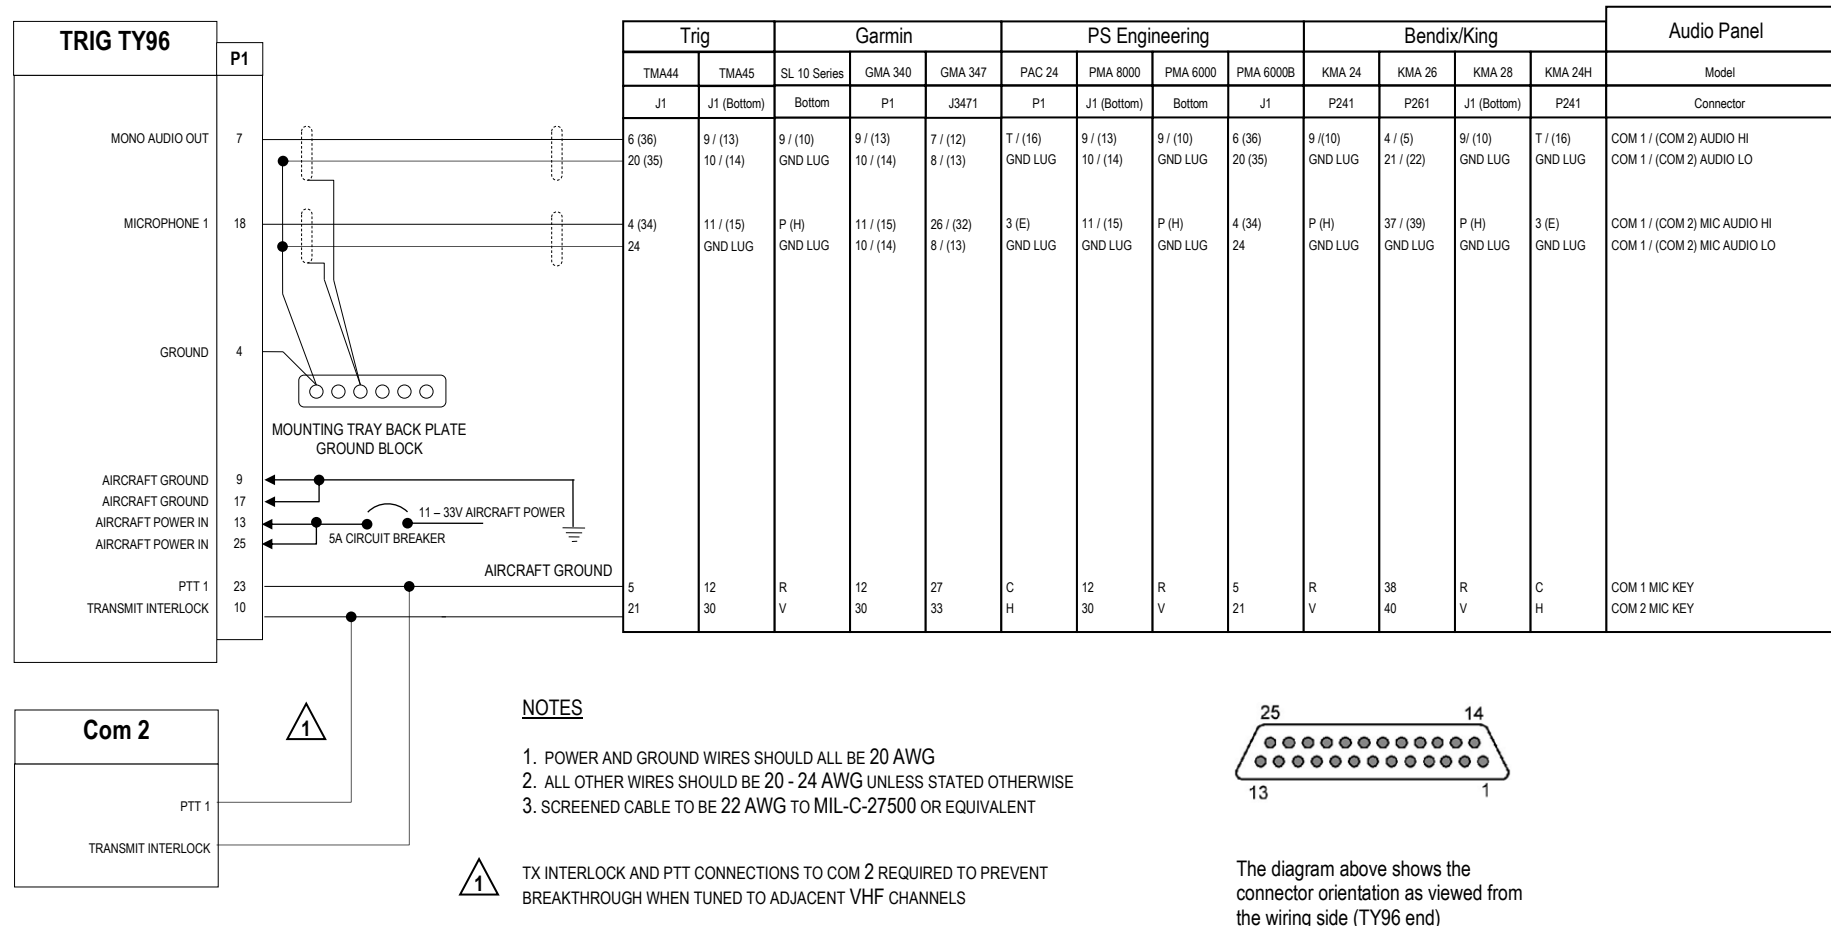 TRIG TY96
P1
Trig Garmin PS Engineering Bendix/King Audio Panel
TMA44 TMA45 SL 10 Series GMA 340 GMA 347 PAC 24 PMA 8000 PMA 6000 PMA 6000B KMA 24 KMA 26 KMA 28 KMA 24H Model
J1 J1 (Bottom) Bottom P1 J3471 P1 J1 (Bottom) Bottom J1 P241 P261 J1 (Bottom) P241 Connector
MONO AUDIO OUT 7 6 (36) 9 / (13) 9 / (10) 9 / (13) 7 / (12) T / (16) 9 / (13) 9 / (10) 6 (36) 9 /(10) 4 / (5) 9/ (10) T / (16) COM 1 / (COM 2) AUDIO HI
20 (35) 10 / (14) GND LUG 10 / (14) 8 / (13) GND LUG 10 / (14) GND LUG 20 (35) GND LUG 21 / (22) GND LUG GND LUG COM 1 / (COM 2) AUDIO LO
MICROPHONE 1 18 4 (34) 11 / (15) P (H) 11 / (15) 26 / (32) 3 (E) 11 / (15) P (H) 4 (34) P (H) 37 / (39) P (H) 3 (E) COM 1 / (COM 2) MIC AUDIO HI
24 GND LUG GND LUG 10 / (14) 8 / (13) GND LUG GND LUG GND LUG 24 GND LUG GND LUG GND LUG GND LUG COM 1 / (COM 2) MIC AUDIO LO
GROUND 4
MOUNTING TRAY BACK PLATE
GROUND BLOCK
AIRCRAFT GROUND 9
AIRCRAFT GROUND 17
AIRCRAFT POWER IN 13 11 – 33V AIRCRAFT POWER
AIRCRAFT POWER IN 25 5A CIRCUIT BREAKER
AIRCRAFT GROUND
PTT 1 23 5 12 R 12 27 C 12 R 5 R 38 R C COM 1 MIC KEY
TRANSMIT INTERLOCK 10 21 30 V 30 33 H 30 V 21 V 40 V H COM 2 MIC KEY
Com 2
1
PTT 1
TRANSMIT INTERLOCK
NOTES
1. POWER AND GROUND WIRES SHOULD ALL BE 20 AWG
2. ALL OTHER WIRES SHOULD BE 20 - 24 AWG UNLESS STATED OTHERWISE
3. SCREENED CABLE TO BE 22 AWG TO MIL-C-27500 OR EQUIVALENT
1 TX INTERLOCK AND PTT CONNECTIONS TO COM 2 REQUIRED TO PREVENT
BREAKTHROUGH WHEN TUNED TO ADJACENT VHF CHANNELS
25 14
13 1
The diagram above shows the
connector orientation as viewed from
the wiring side (TY96 end)